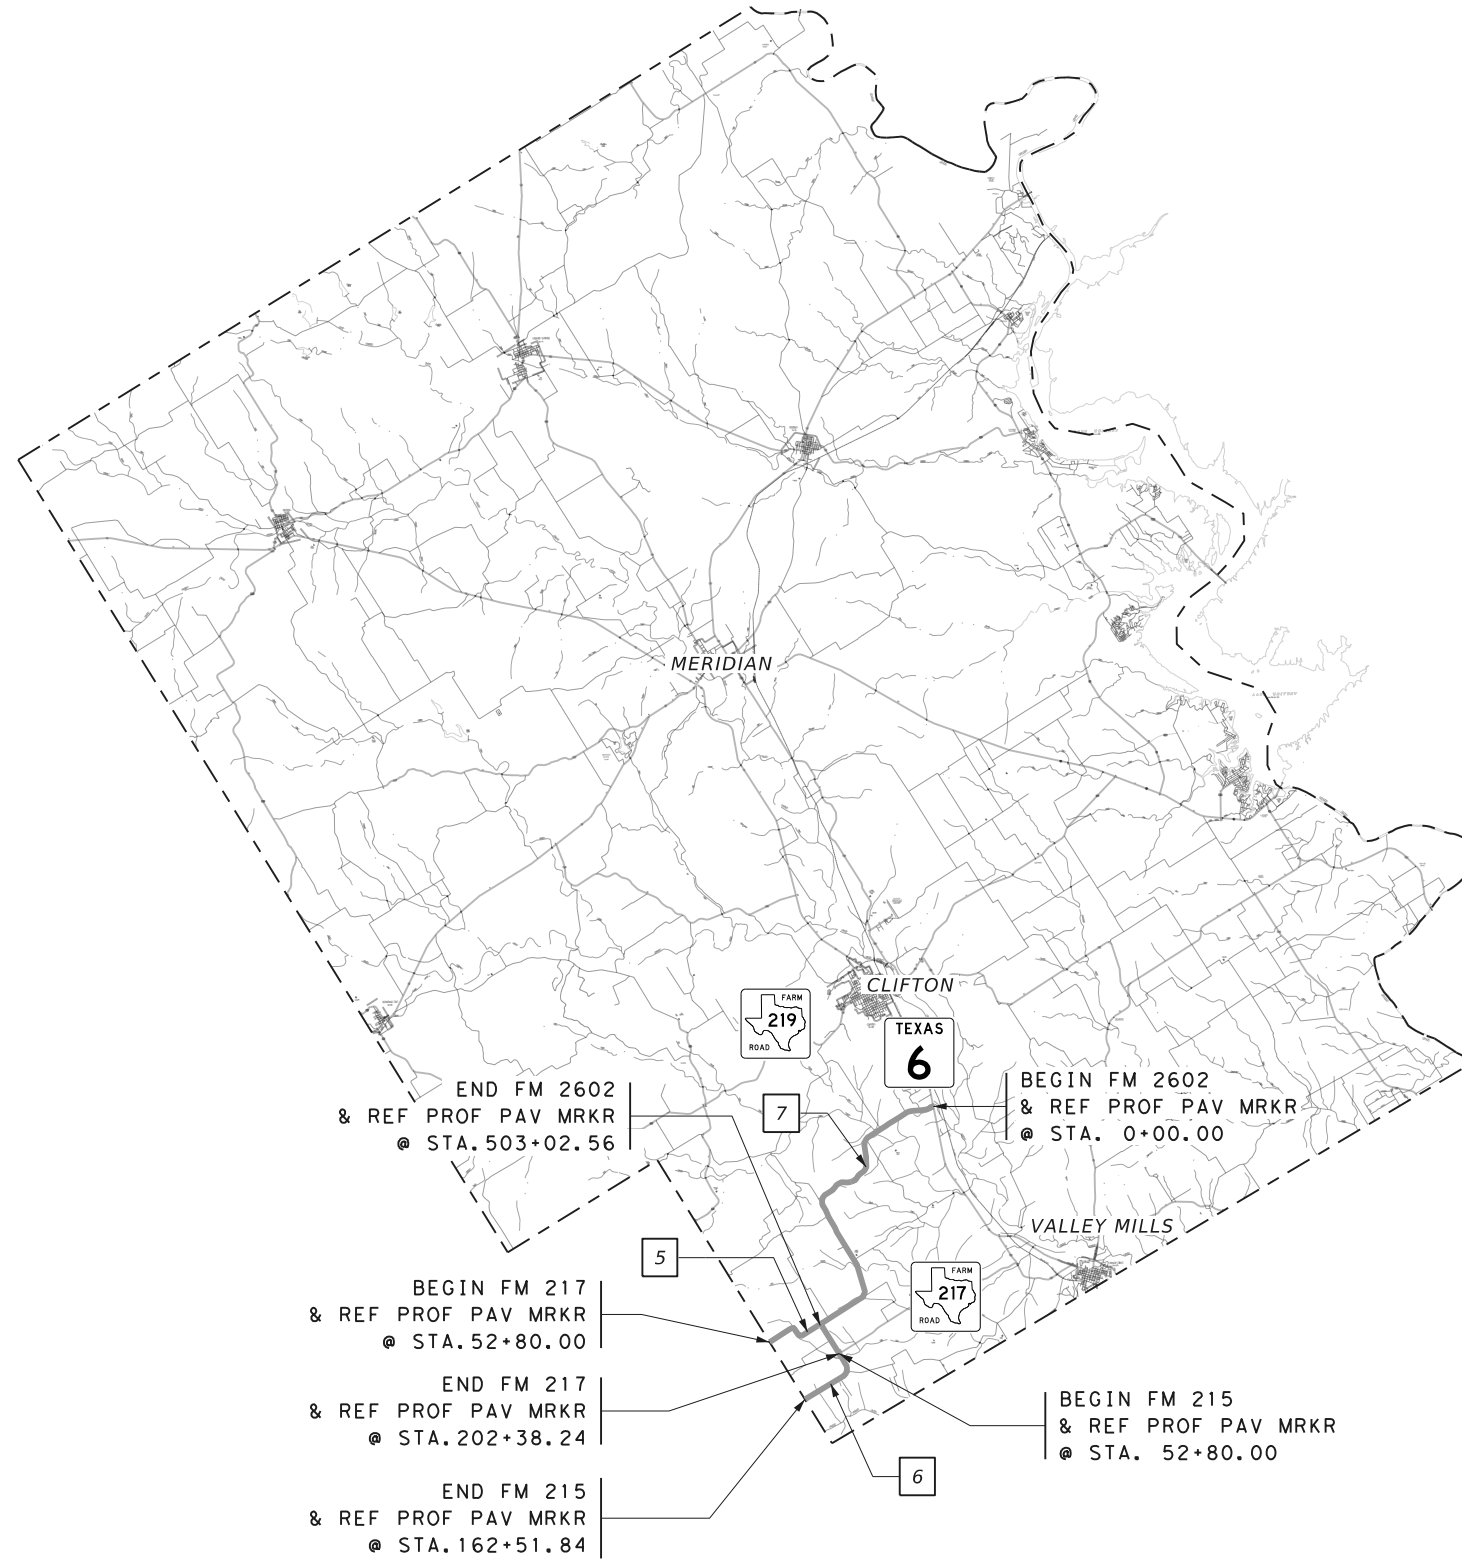 MERIDIAN
CLIFTON
FARM
219
ROAD
TEXAS
6
END FM 2602
& REF PROF PAV MRKR
@ STA.503+02.56
7
BEGIN FM 2602
& REF PROF PAV MRKR
@ STA. 0+00.00
VALLEY MILLS
5
FARM
217
ROAD
BEGIN FM 217
& REF PROF PAV MRKR
@ STA.52+80.00
END FM 217
& REF PROF PAV MRKR
@ STA.202+38.24
BEGIN FM 215
& REF PROF PAV MRKR
@ STA. 52+80.00
6
END FM 215
& REF PROF PAV MRKR
@ STA.162+51.84